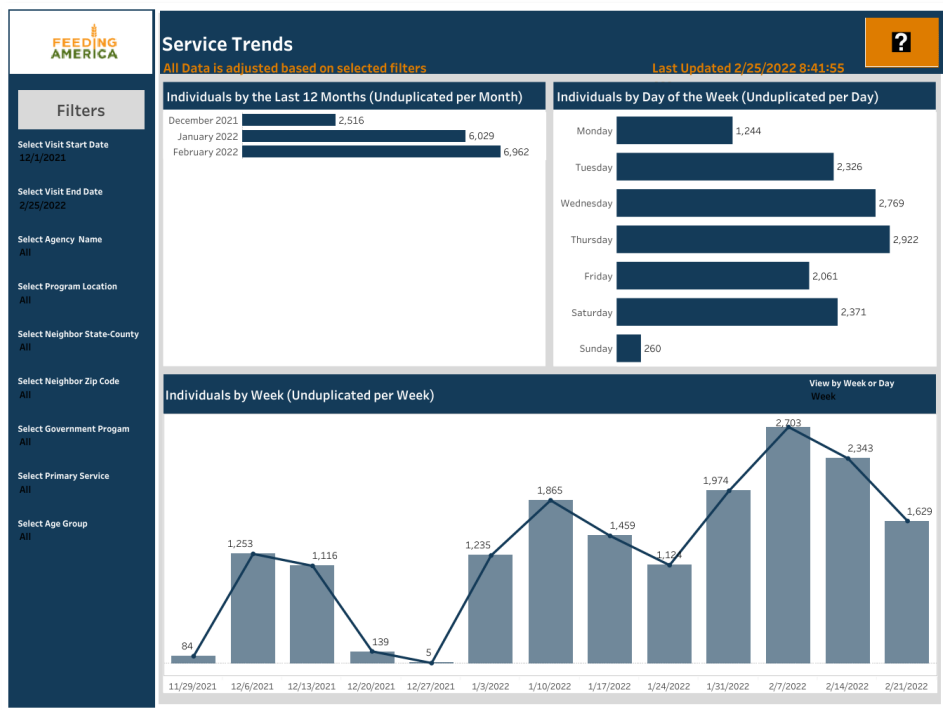 FEEDING
AMERICA
Service Trends
?
All Data is adjusted based on selected filters
Last Updated 2/25/2022 8:41:55
Filters
Select Visit Start Date
12/1/2021
Select Visit End Date
2/25/2022
Select Agency Name
All
Select Program Location
All
Select Neighbor State-County
All
Select Neighbor Zip Code
All
Select Government Progam
All
Select Primary Service
All
Select Age Group
All
Individuals by the Last 12 Months (Unduplicated per Month)
December 2021 2,516
January 2022 6,029
February 2022 6,962
Individuals by Day of the Week (Unduplicated per Day)
Monday 1,244
Tuesday 2,326
Wednesday 2,769
Thursday 2,922
Friday 2,061
Saturday 2,371
Sunday 260
Individuals by Week (Unduplicated per Week)
View by Week or Day
Week
84 1,253 1,116 139 5 1,235 1,865 1,459 1,124 1,974 2,703 2,343 1,629
11/29/2021 12/6/2021 12/13/2021 12/20/2021 12/27/2021 1/3/2022 1/10/2022 1/17/2022 1/24/2022 1/31/2022 2/7/2022 2/14/2022 2/21/2022